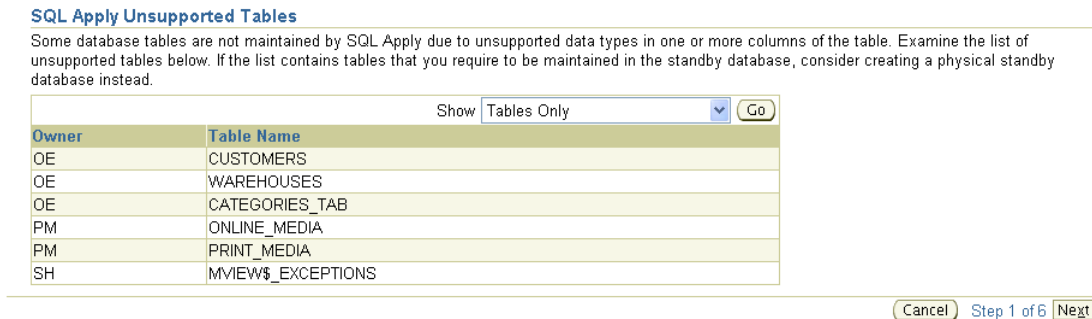 SQL Apply Unsupported Tables
Some database tables are not maintained by SQL Apply due to unsupported data types in one or more columns of the table. Examine the list of
unsupported tables below. If the list contains tables that you require to be maintained in the standby database, consider creating a physical standby
database instead.
Show Tables Only Go
Owner Table Name
OE CUSTOMERS
OE WAREHOUSES
OE CATEGORIES_TAB
PM ONLINE_MEDIA
PM PRINT_MEDIA
SH MVIEW$_EXCEPTIONS
Cancel Step 1 of 6 Next